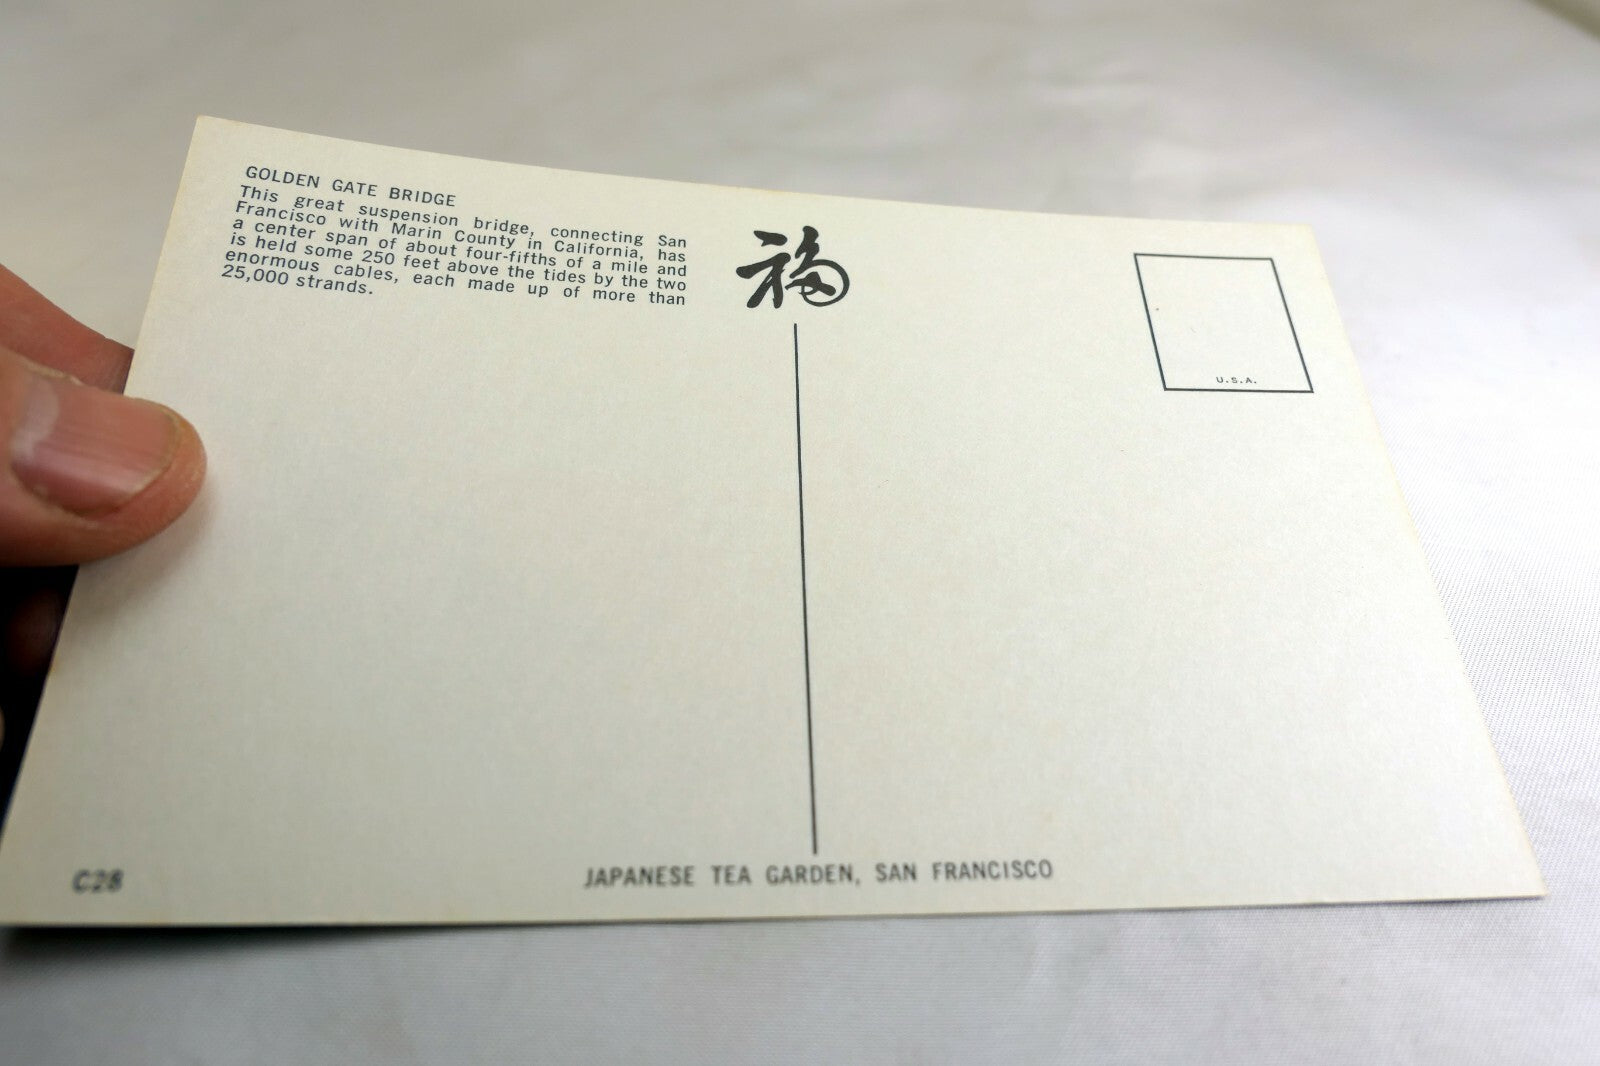 GOLDEN GATE BRIDGE
This great suspension bridge, connecting San
Francisco with Marin County in California, has
a center span of about four-fifths of a mile and
is held some 250 feet above the tides by the two
enormous cables, each made up of more than
25,000 strands.
福
U.S.A.
C28
JAPANESE TEA GARDEN, SAN FRANCISCO